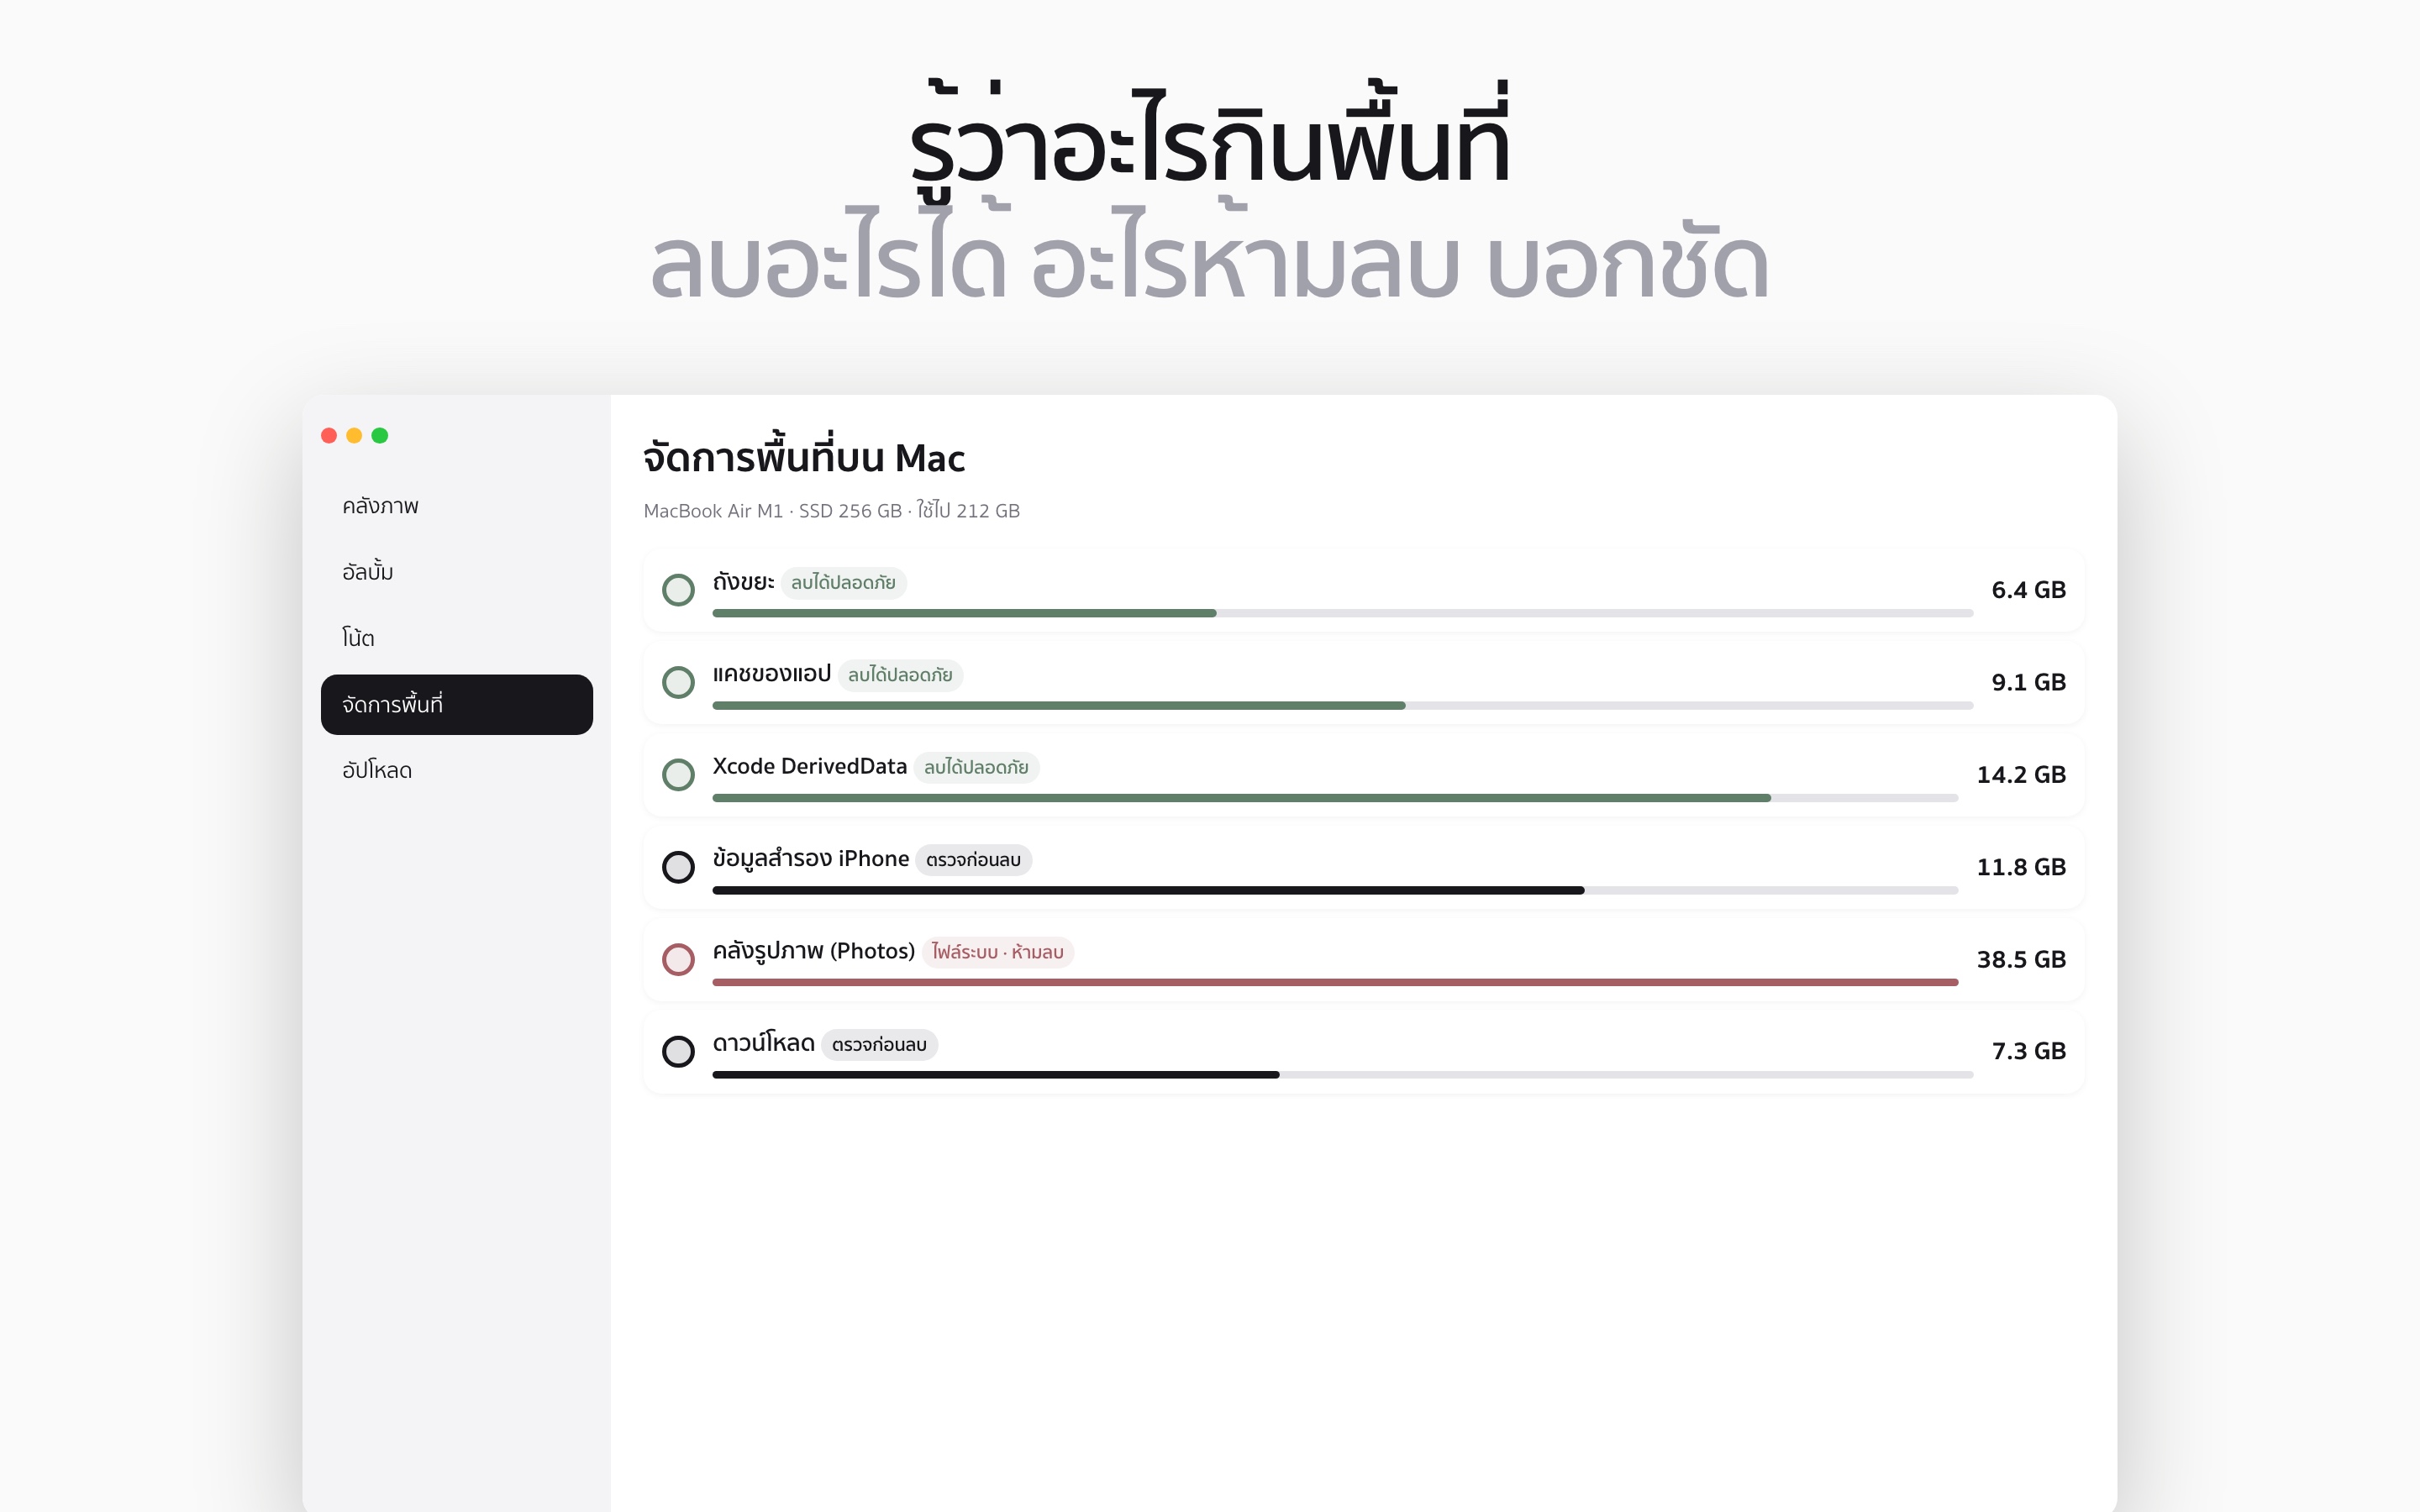 รู้ว่าอะไรกินพื้นที่
ลบอะไรได้ อะไรห้ามลบ บอกชัด
คลังภาพ
อัลบั้ม
โน้ต
จัดการพื้นที่
อัปโหลด
จัดการพื้นที่บน Mac
MacBook Air M1 · SSD 256 GB · ใช้ไป 212 GB
ถังขยะ ลบได้ปลอดภัย 6.4 GB
แคชของแอป ลบได้ปลอดภัย 9.1 GB
Xcode DerivedData ลบได้ปลอดภัย 14.2 GB
ข้อมูลสำรอง iPhone ตรวจก่อนลบ 11.8 GB
คลังรูปภาพ (Photos) ไฟล์ระบบ · ห้ามลบ 38.5 GB
ดาวน์โหลด ตรวจก่อนลบ 7.3 GB